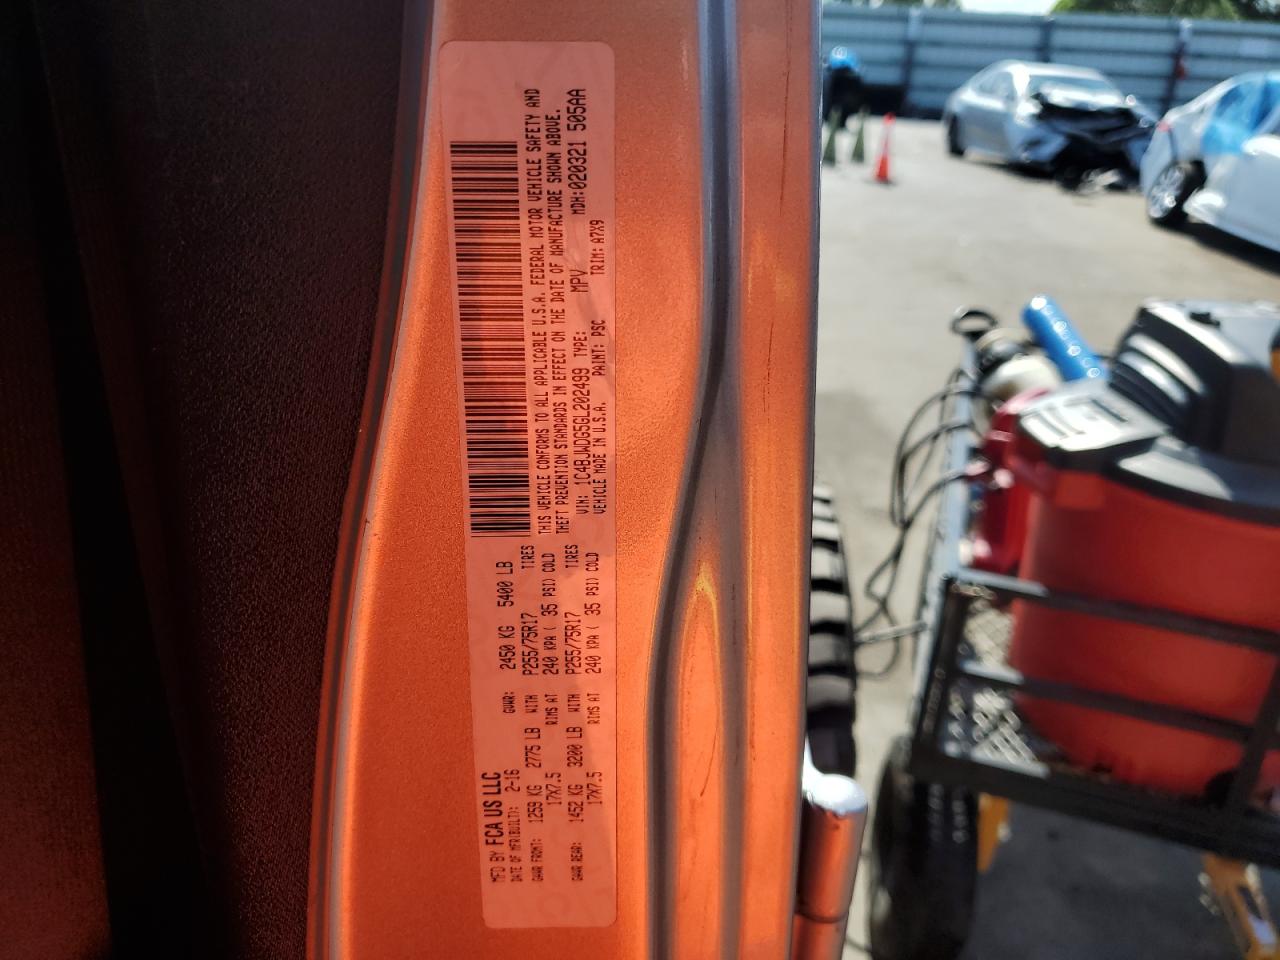 MFD BY FCA US LLC
DATE OF MFR(BUILT): 2-16 GVWR: 2450 KG 5400 LB
GAWR FRONT: 1259 KG 2775 LB WITH P255/75R17 TIRES
17X7.5 RIMS AT 240 KPA ( 35 PSI) COLD
GAWR REAR: 1452 KG 3200 LB WITH P255/75R17 TIRES
17X7.5 RIMS AT 240 KPA ( 35 PSI) COLD
THIS VEHICLE CONFORMS TO ALL APPLICABLE U.S.A. FEDERAL MOTOR VEHICLE SAFETY AND
THEFT PREVENTION STANDARDS IN EFFECT ON THE DATE OF MANUFACTURE SHOWN ABOVE.
VIN: 1C4BJWDG5GL202499 TYPE: MPV MDH:020321 505AA
VEHICLE MADE IN U.S.A. PAINT: PSC TRIM: A7X9